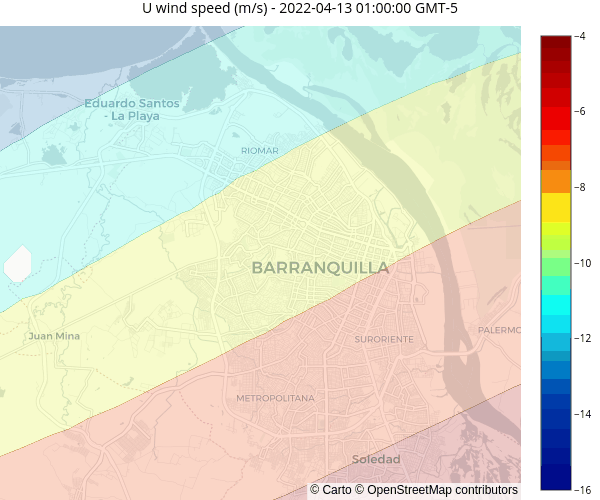 U wind speed (m/s) - 2022-04-13 01:00:00 GMT-5
−4
Eduardo Santos
- La Playa
−6
RIOMAR
−8
−10
BARRANQUILLA
Juan Mina
PALERMO
SURORIENTE
−12
METROPOLITANA
−14
Soledad
© Carto © OpenStreetMap contributors
−16